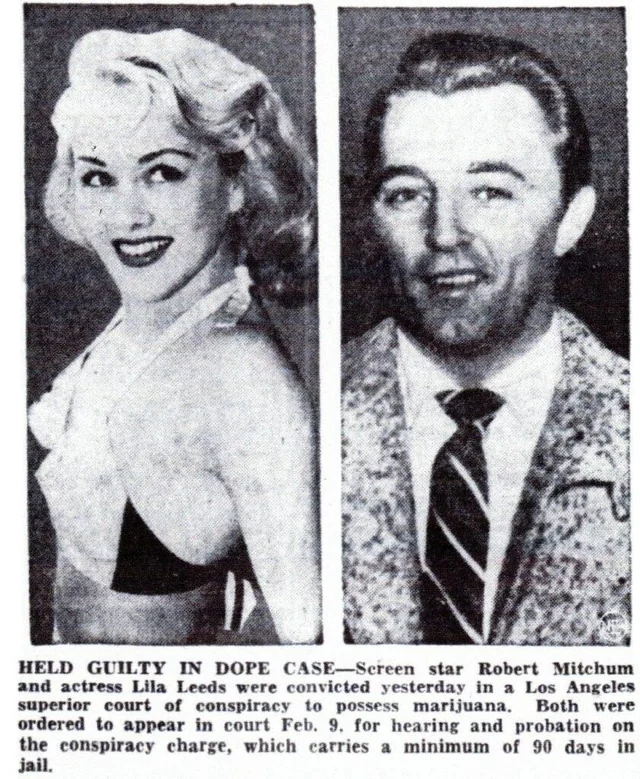 HELD GUILTY IN DOPE CASE—Screen star Robert Mitchum
and actress Lila Leeds were convicted yesterday in a Los Angeles
superior court of conspiracy to possess marijuana. Both were
ordered to appear in court Feb. 9, for hearing and probation on
the conspiracy charge, which carries a minimum of 90 days in
jail.